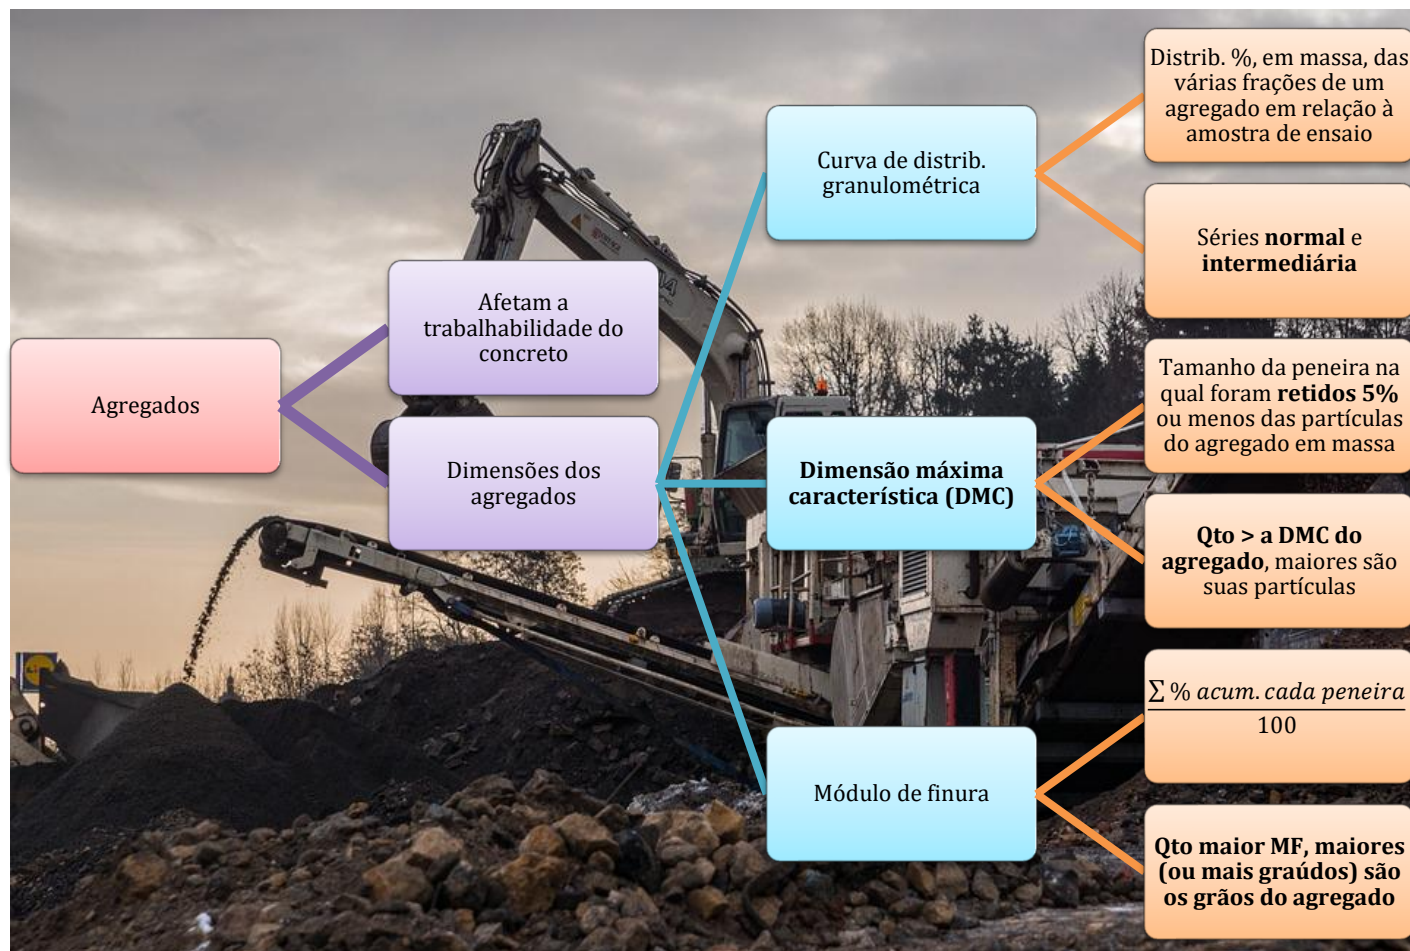 Agregados
Afetam a
trabalhabilidade do
concreto
Dimensões dos
agregados
Curva de distrib.
granulométrica
Distrib. %, em massa, das
várias frações de um
agregado em relação à
amostra de ensaio
Séries normal e
intermediária
Dimensão máxima
característica (DMC)
Tamanho da peneira na
qual foram retidos 5%
ou menos das partículas
do agregado em massa
Qto > a DMC do
agregado, maiores são
suas partículas
Módulo de finura
∑ % acum. cada peneira
100
Qto maior MF, maiores
(ou mais graúdos) são
os grãos do agregado